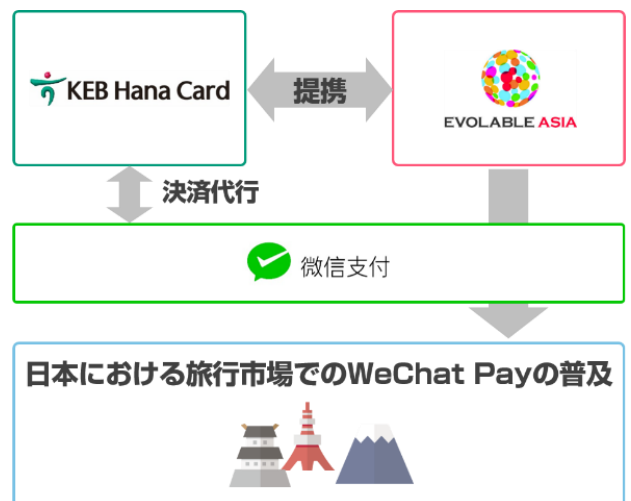 KEB Hana Card
提携
EVOLABLE ASIA
決済代行
微信支付
日本における旅行市場でのWeChat Payの普及